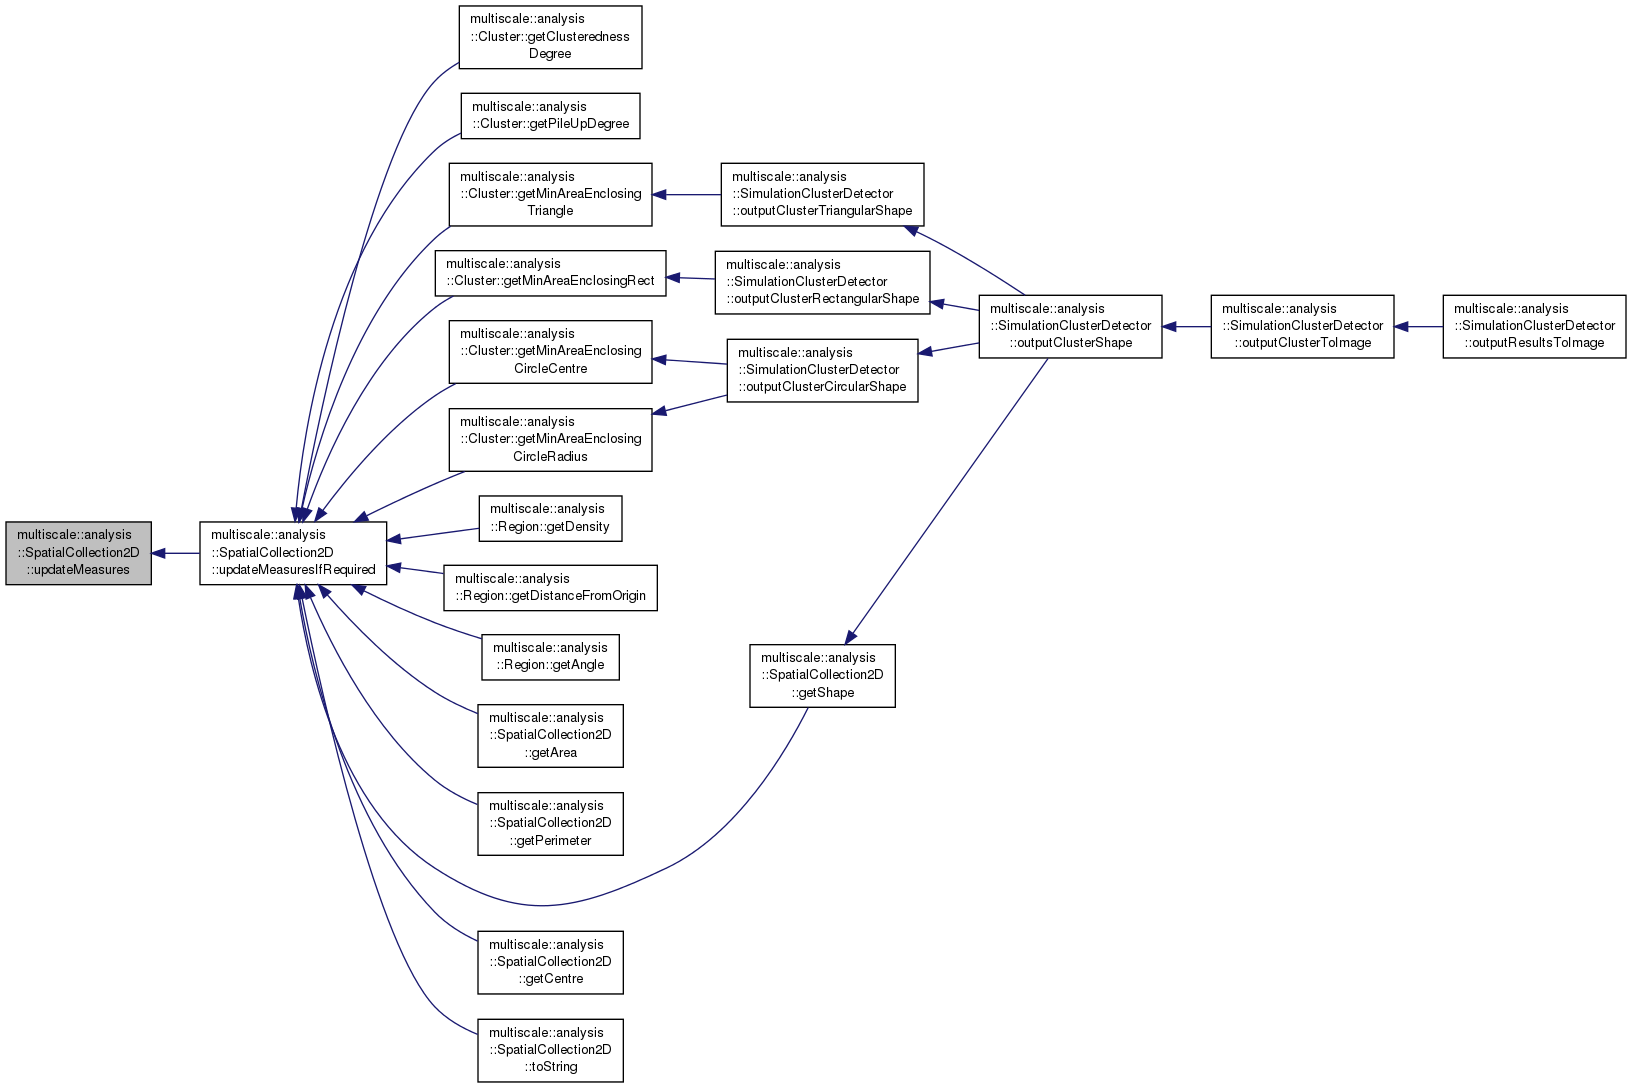 multiscale::analysis
::Cluster::getClusteredness
Degree
multiscale::analysis
::Cluster::getPileUpDegree
multiscale::analysis
::Cluster::getMinAreaEnclosing
Triangle
multiscale::analysis
::SimulationClusterDetector
::outputClusterTriangularShape
multiscale::analysis
::Cluster::getMinAreaEnclosingRect
multiscale::analysis
::SimulationClusterDetector
::outputClusterRectangularShape
multiscale::analysis
::Cluster::getMinAreaEnclosing
CircleCentre
multiscale::analysis
::SimulationClusterDetector
::outputClusterCircularShape
multiscale::analysis
::SimulationClusterDetector
::outputClusterShape
multiscale::analysis
::SimulationClusterDetector
::outputClusterToImage
multiscale::analysis
::SimulationClusterDetector
::outputResultsToImage
multiscale::analysis
::Cluster::getMinAreaEnclosing
CircleRadius
multiscale::analysis
::Region::getDensity
multiscale::analysis
::SpatialCollection2D
::updateMeasures
multiscale::analysis
::SpatialCollection2D
::updateMeasuresIfRequired
multiscale::analysis
::Region::getDistanceFromOrigin
multiscale::analysis
::Region::getAngle
multiscale::analysis
::SpatialCollection2D
::getShape
multiscale::analysis
::SpatialCollection2D
::getArea
multiscale::analysis
::SpatialCollection2D
::getPerimeter
multiscale::analysis
::SpatialCollection2D
::getCentre
multiscale::analysis
::SpatialCollection2D
::toString